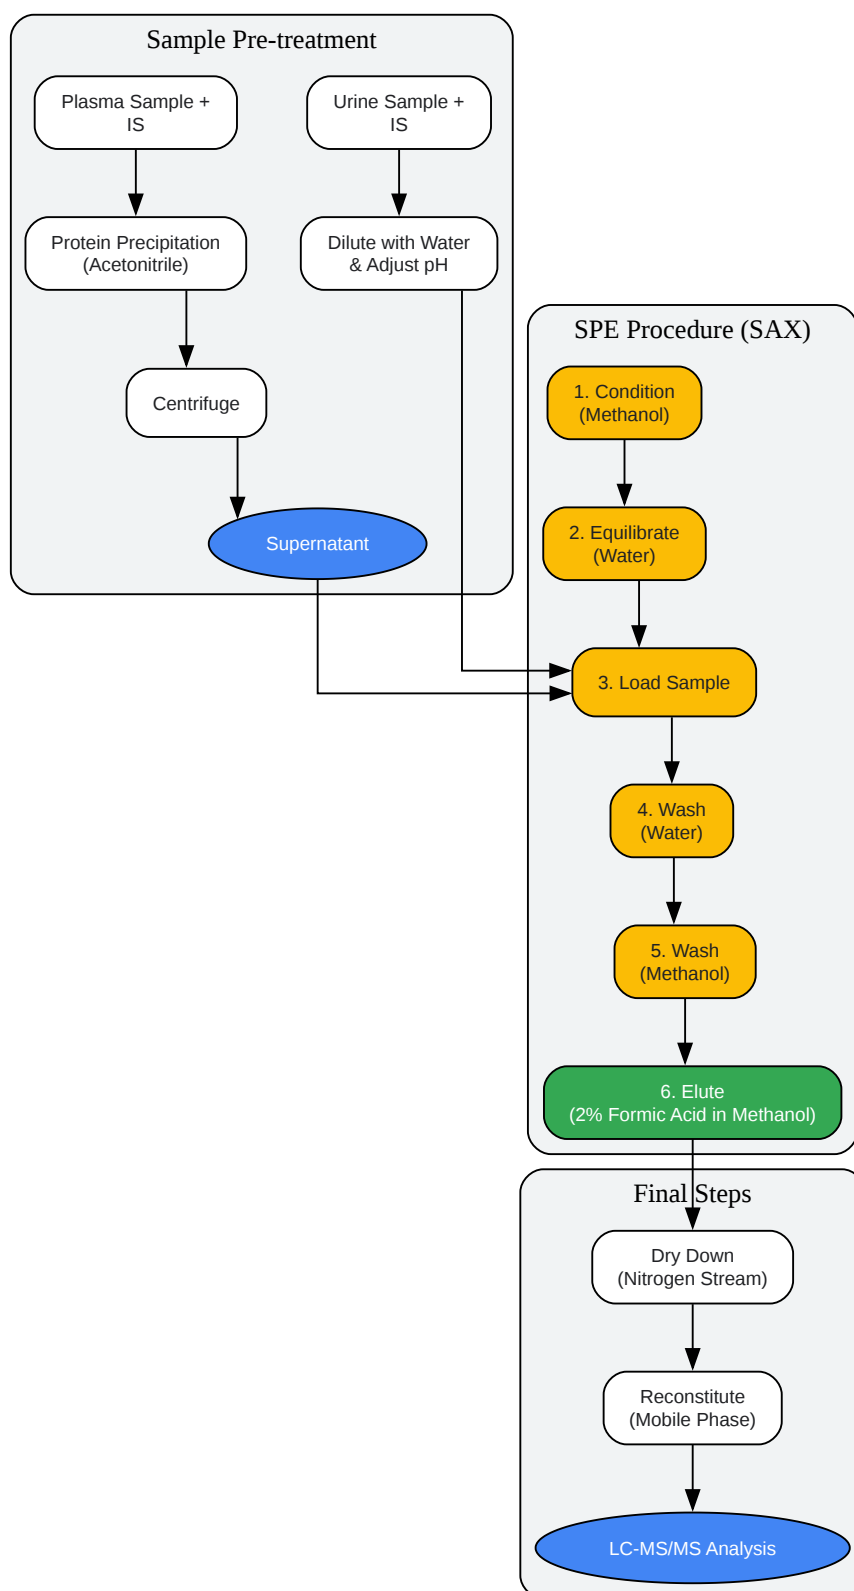 Sample Pre-treatment
Plasma Sample +
IS
Urine Sample +
IS
Protein Precipitation
(Acetonitrile)
Dilute with Water
& Adjust pH
Centrifuge
Supernatant
SPE Procedure (SAX)
1. Condition
(Methanol)
2. Equilibrate
(Water)
3. Load Sample
4. Wash
(Water)
5. Wash
(Methanol)
6. Elute
(2% Formic Acid in Methanol)
Final Steps
Dry Down
(Nitrogen Stream)
Reconstitute
(Mobile Phase)
LC-MS/MS Analysis